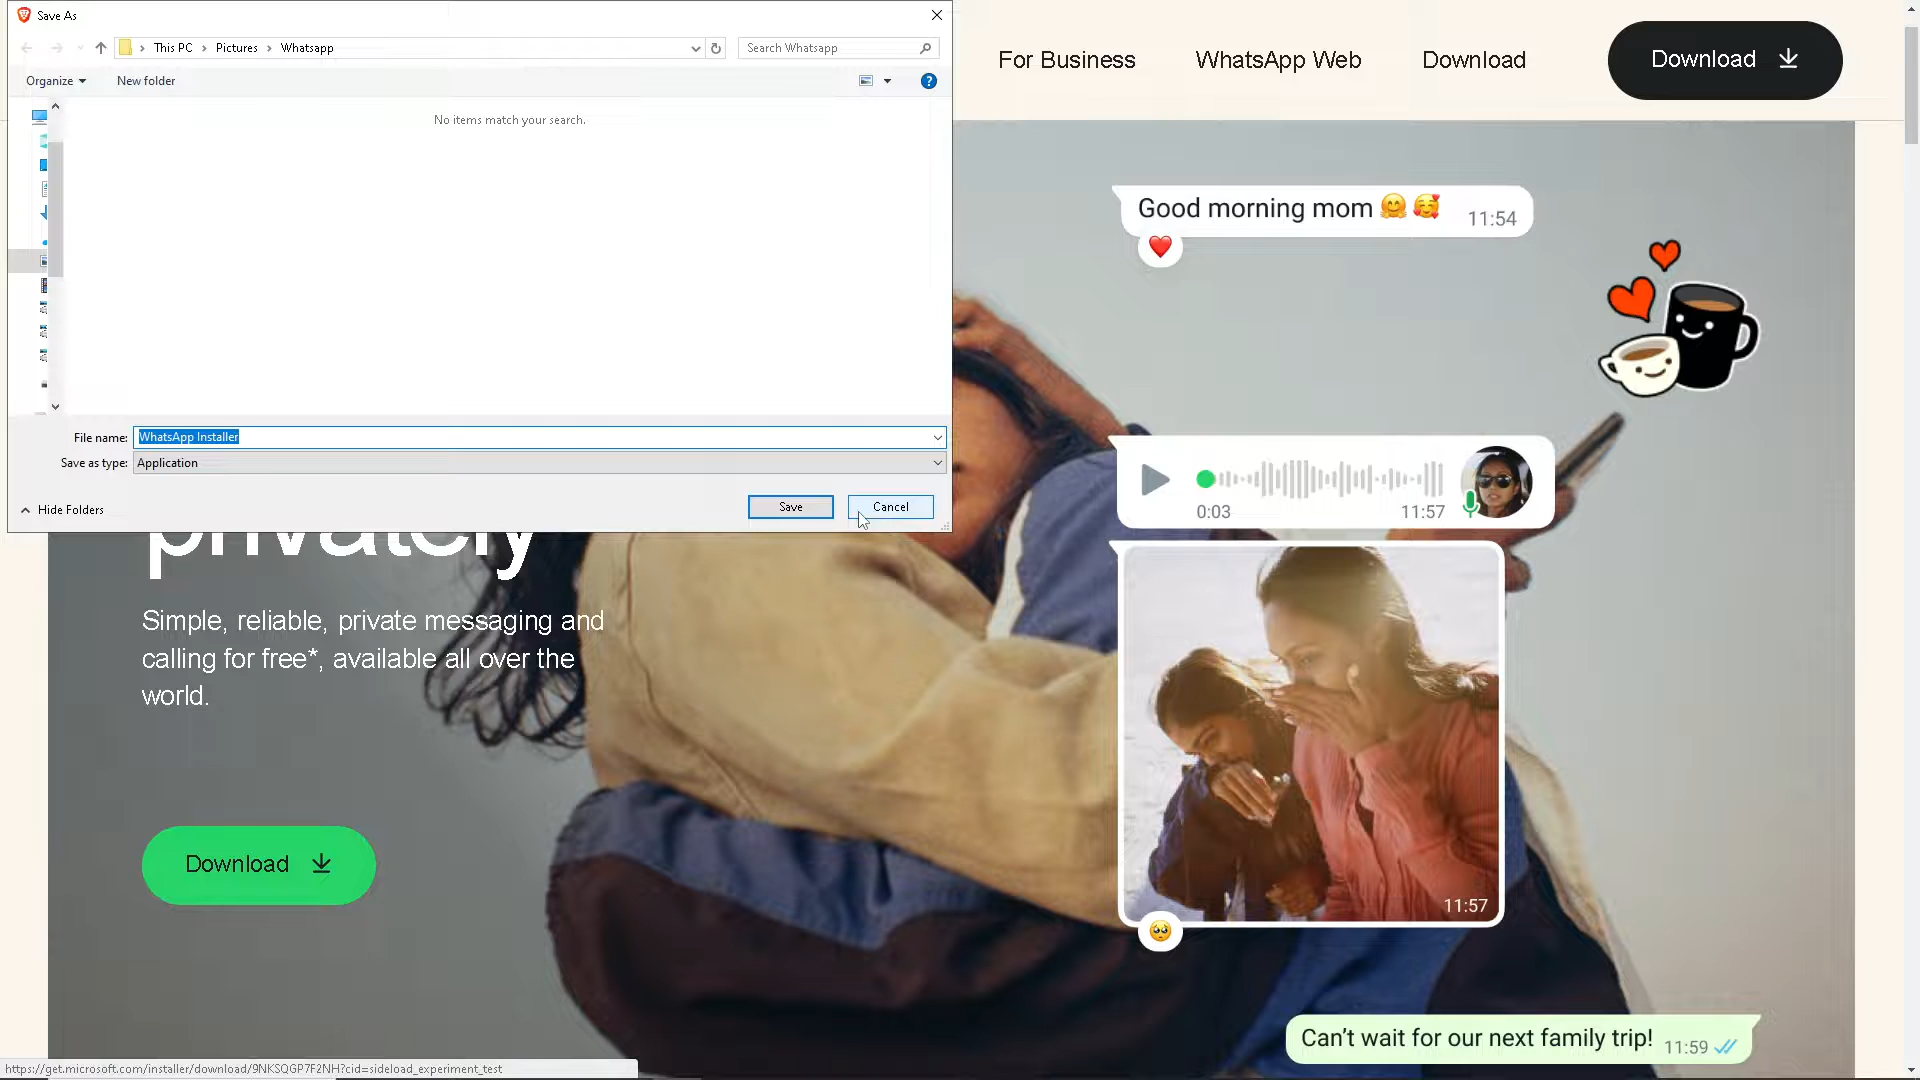 Save As
This PC > Pictures > Whatsapp
Search Whatsapp
Organize
New folder
No items match your search.
File name: WhatsApp Installer
Save as type: Application
Hide Folders
Save
Cancel
For Business
WhatsApp Web
Download
Download
Good morning mom 🤗 🥰 11:54
0:03
11:57
11:57
privately
Simple, reliable, private messaging and
calling for free*, available all over the
world.
Download
Can't wait for our next family trip! 11:59
https://get.microsoft.com/installer/download/9NKSQGP7F2NH?cid=sideload_experiment_test